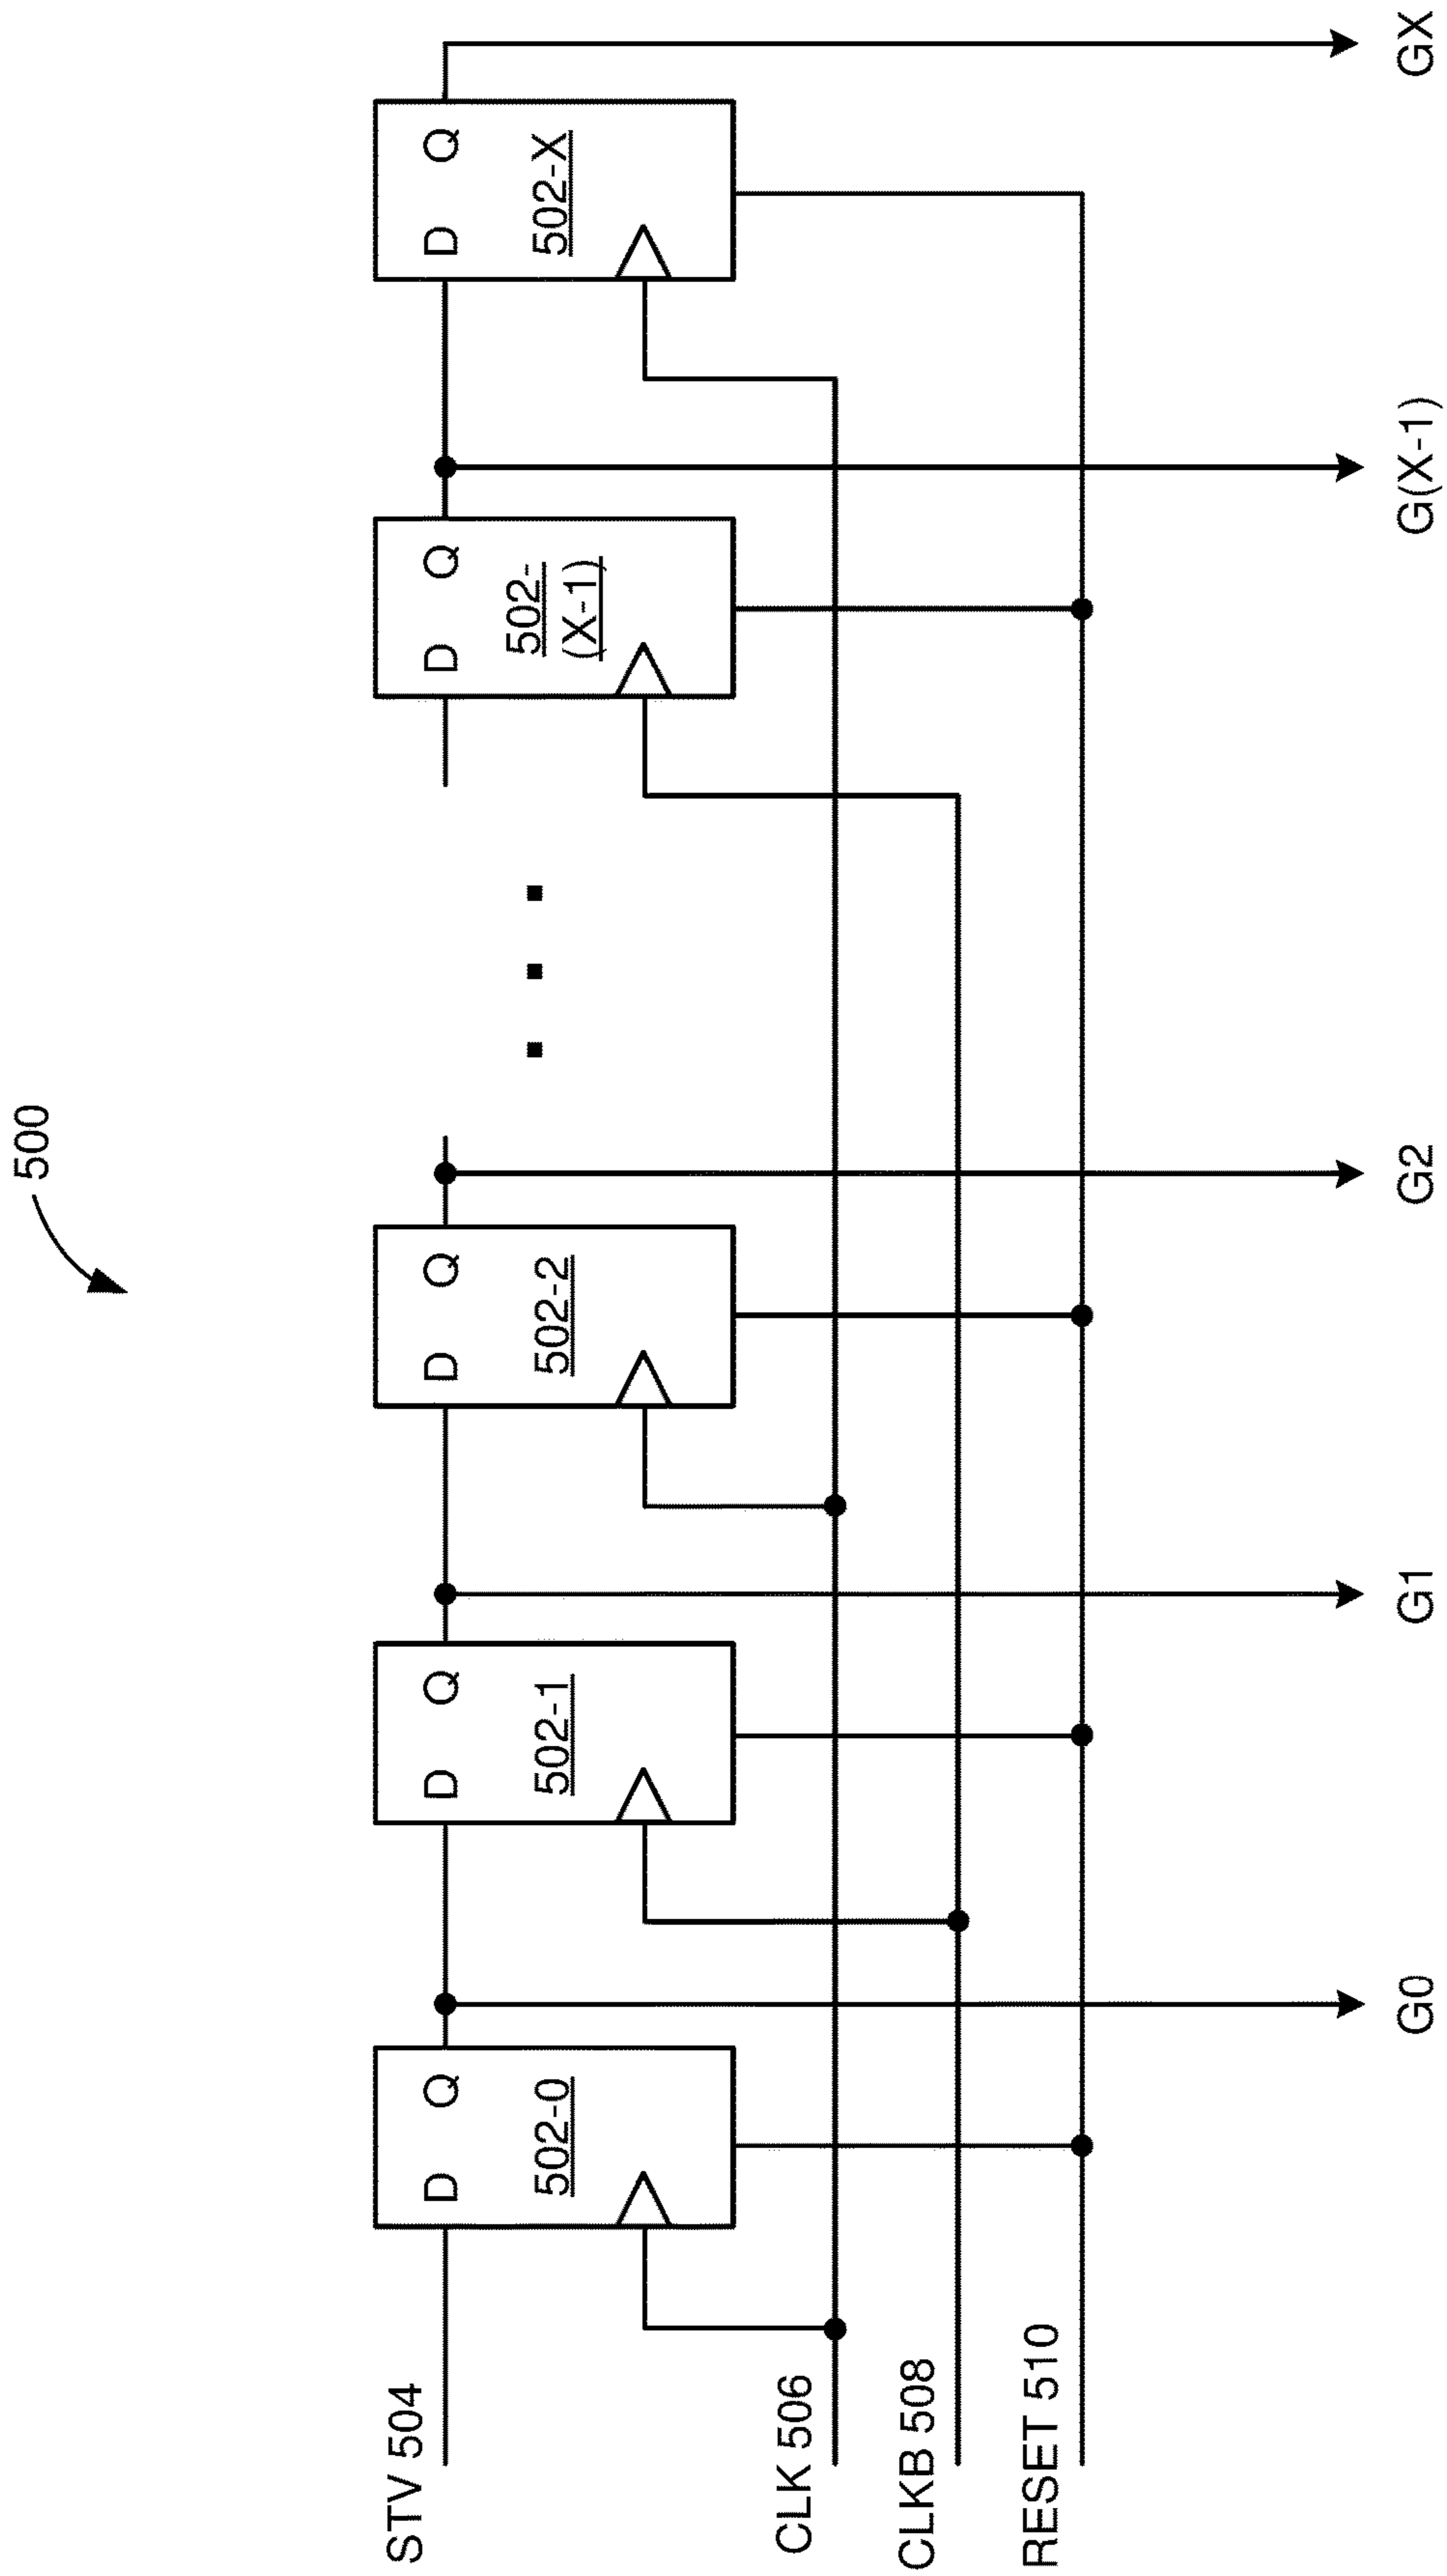 500
D Q
502-0
D Q
502-1
D Q
502-2
D Q
502-
(X-1)
D Q
502-X
STV 504
CLK 506
CLKB 508
RESET 510
G0
G1
G2
G(X-1)
GX